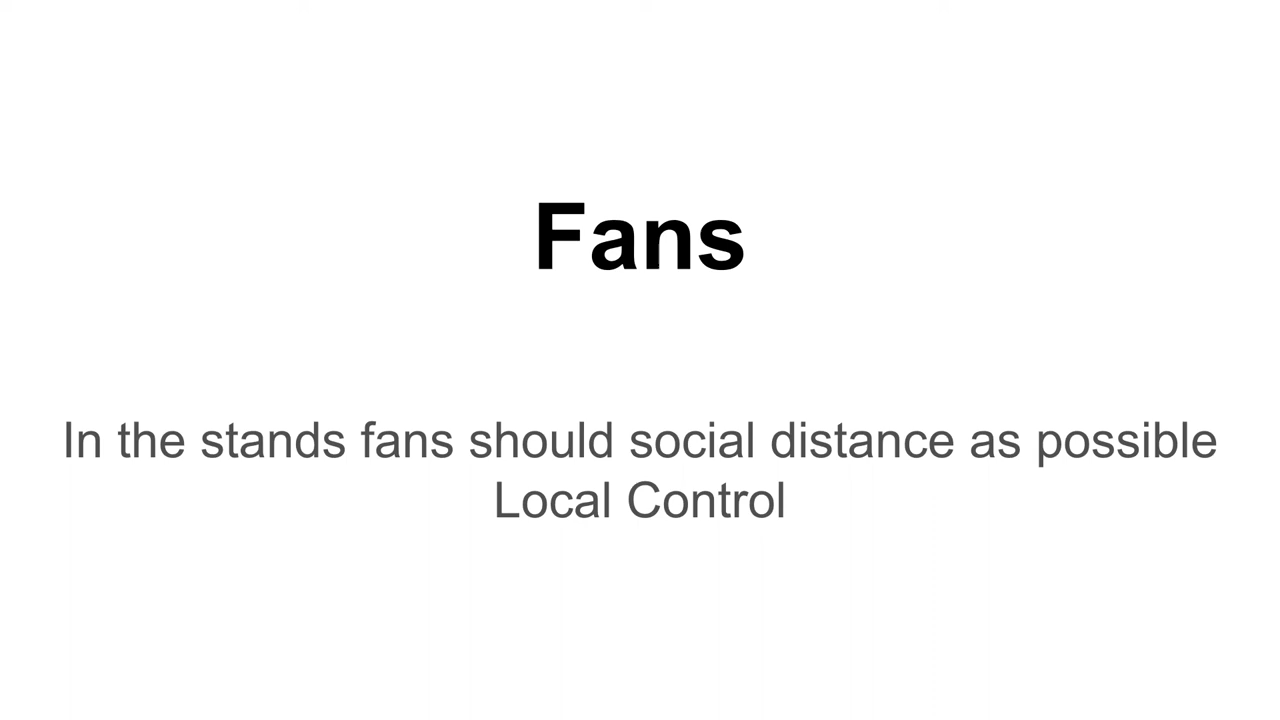 Fans
In the stands fans should social distance as possible
Local Control